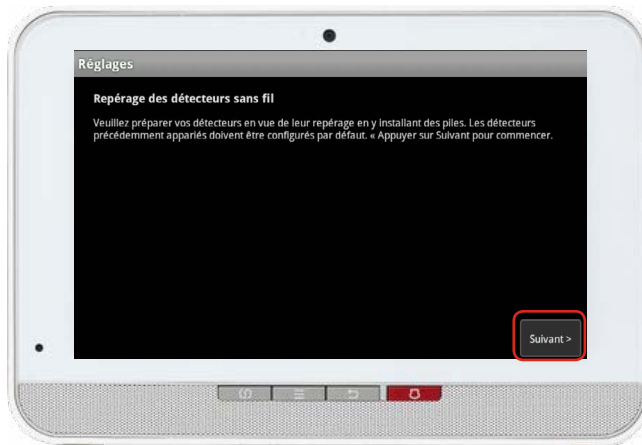 Réglages
Repérage des détecteurs sans fil
Veuillez préparer vos détecteurs en vue de leur repérage en y installant des piles. Les détecteurs
précédemment appariés doivent être configurés par défaut. « Appuyer sur Suivant pour commencer.
Suivant >